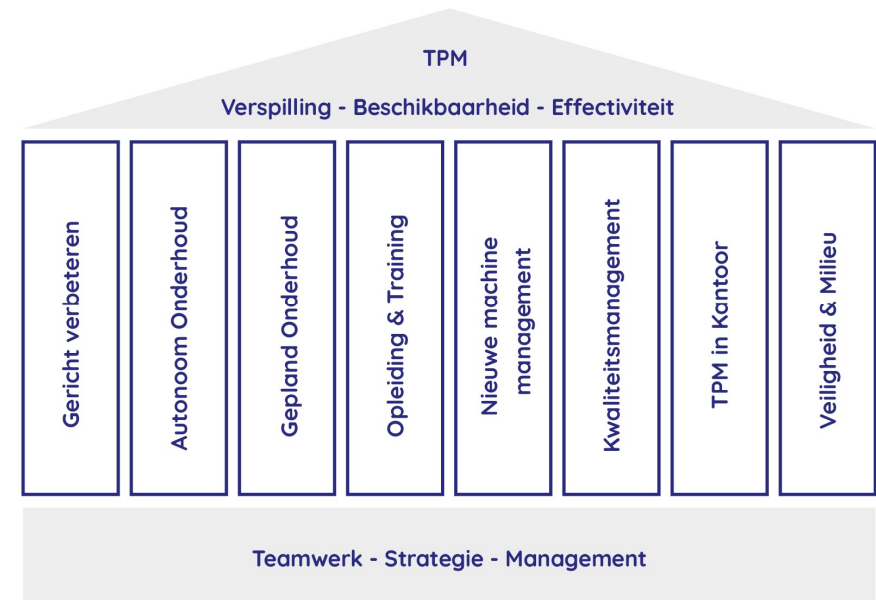 TPM
Verspilling - Beschikbaarheid - Effectiviteit
Gericht verbeteren
Autonoom Onderhoud
Gepland Onderhoud
Opleiding & Training
Nieuwe machine
management
Kwaliteitsmanagement
TPM in Kantoor
Veiligheid & Milieu
Teamwerk - Strategie - Management